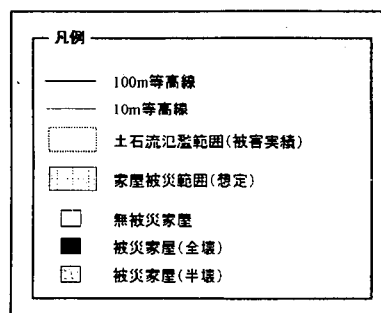 凡例
100m等高線
10m等高線
土石流氾濫範囲(被害実績)
家屋被災範囲(想定)
無被災家屋
被災家屋(全壊)
被災家屋(半壊)